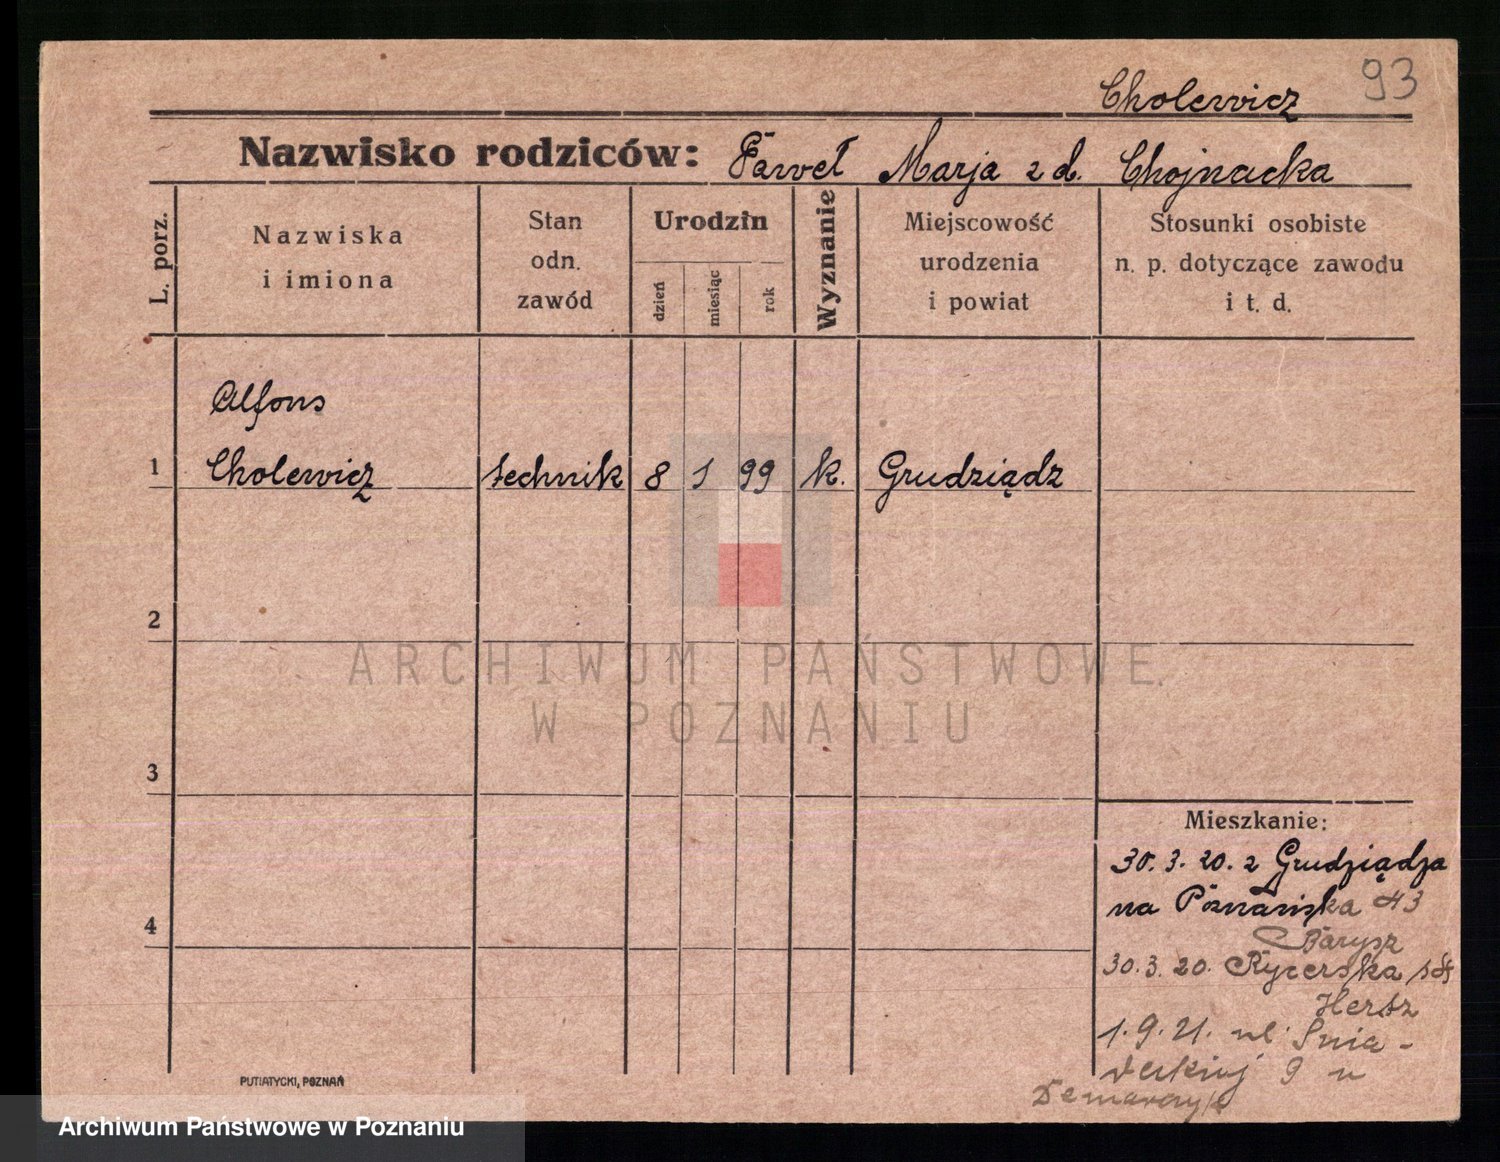 93
Cholewicz
Nazwisko rodziców: Paweł Marja z d. Chojnacka
L. porz.
Nazwiska
i imiona
Stan
odn.
zawód
Urodzin
dzień
miesiąc
rok
Wyznanie
Miejscowość
urodzenia
i powiat
Stosunki osobiste
n. p. dotyczące zawodu
i t. d.
Alfons
1 Cholewicz technik 8 1 99 k. Grudziądz
2
ARCHIWUM PAŃSTWOWE
W POZNANIU
3
Mieszkanie:
30.3.20. z Grudziądza
na Poznańska 43
4
Barysz
30.3.20. Rycerska
Hertz
1.9.21. ul. Śnia-
deckiej 9 u
PUTIATYCKI, POZNAŃ
Archiwum Państwowe w Poznaniu